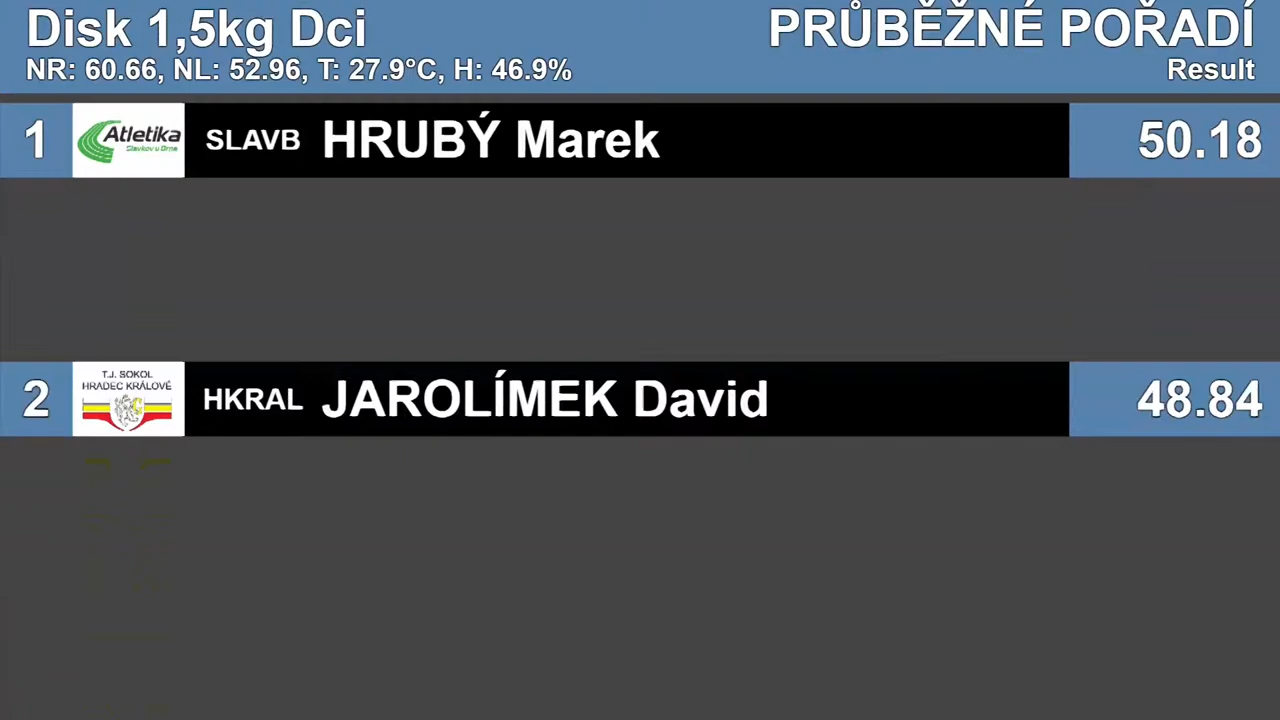 Disk 1,5kg Dci
PRŮBĚŽNÉ POŘADÍ
NR: 60.66, NL: 52.96, T: 27.9°C, H: 46.9%
Result
1
Atletika
Slavkov u Brna
SLAVB
HRUBÝ Marek
50.18
2
T.J. SOKOL
HRADEC KRÁLOVÉ
HKRAL
JAROLÍMEK David
48.84